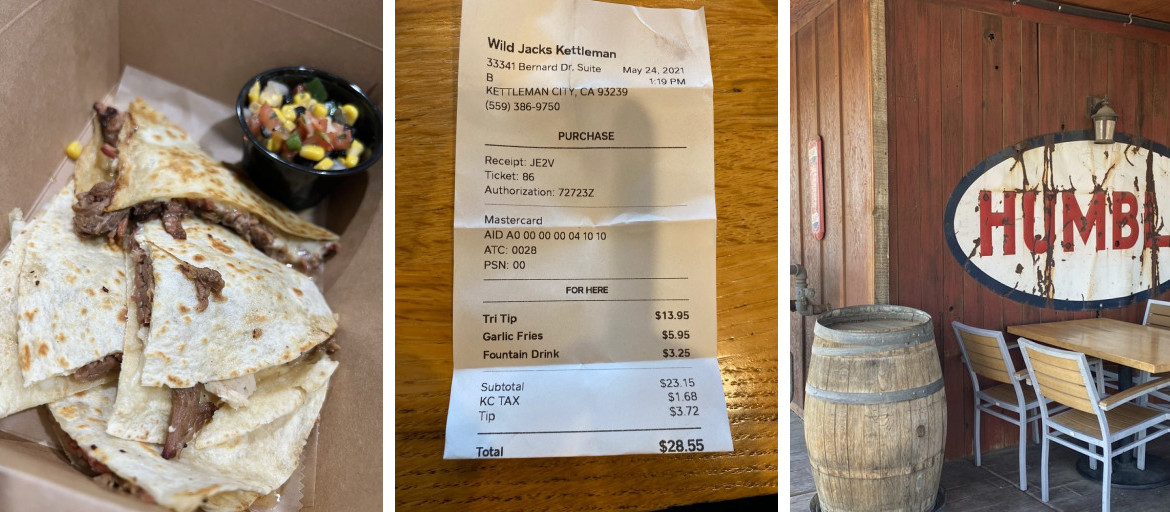 Wild Jacks Kettleman
33341 Bernard Dr. Suite May 24, 2021
B 1:19 PM
KETTLEMAN CITY, CA 93239
(559) 386-9750
PURCHASE
Receipt: JE2V
Ticket: 86
Authorization: 72723Z
Mastercard
AID A0 00 00 00 04 10 10
ATC: 0028
PSN: 00
FOR HERE
Tri Tip $13.95
Garlic Fries $5.95
Fountain Drink $3.25
Subtotal $23.15
KC TAX $1.68
Tip $3.72
Total $28.55
HUMBL